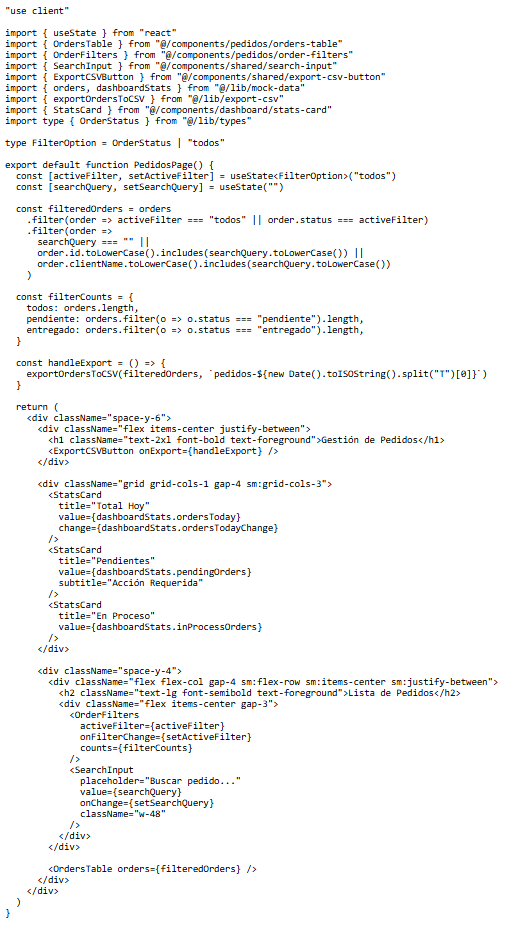 "use client"

import { useState } from "react"
import { OrdersTable } from "@/components/pedidos/orders-table"
import { OrderFilters } from "@/components/pedidos/order-filters"
import { SearchInput } from "@/components/shared/search-input"
import { ExportCSVButton } from "@/components/shared/export-csv-button"
import { orders, dashboardStats } from "@/lib/mock-data"
import { exportOrdersToCSV } from "@/lib/export-csv"
import { StatsCard } from "@/components/dashboard/stats-card"
import type { OrderStatus } from "@/lib/types"

type FilterOption = OrderStatus | "todos"

export default function PedidosPage() {
  const [activeFilter, setActiveFilter] = useState<FilterOption>("todos")
  const [searchQuery, setSearchQuery] = useState("")

  const filteredOrders = orders
    .filter(order => activeFilter === "todos" || order.status === activeFilter)
    .filter(order =>
      searchQuery === "" ||
      order.id.toLowerCase().includes(searchQuery.toLowerCase()) ||
      order.clientName.toLowerCase().includes(searchQuery.toLowerCase())
    )

  const filterCounts = {
    todos: orders.length,
    pendiente: orders.filter(o => o.status === "pendiente").length,
    entregado: orders.filter(o => o.status === "entregado").length,
  }

  const handleExport = () => {
    exportOrdersToCSV(filteredOrders, `pedidos-${new Date().toISOString().split("T")[0]}`)
  }

  return (
    <div className="space-y-6">
      <div className="flex items-center justify-between">
        <h1 className="text-2xl font-bold text-foreground">Gestión de Pedidos</h1>
        <ExportCSVButton onExport={handleExport} />
      </div>

      <div className="grid grid-cols-1 gap-4 sm:grid-cols-3">
        <StatsCard
          title="Total Hoy"
          value={dashboardStats.ordersToday}
          change={dashboardStats.ordersTodayChange}
        />
        <StatsCard
          title="Pendientes"
          value={dashboardStats.pendingOrders}
          subtitle="Acción Requerida"
        />
        <StatsCard
          title="En Proceso"
          value={dashboardStats.inProcessOrders}
        />
      </div>

      <div className="space-y-4">
        <div className="flex flex-col gap-4 sm:flex-row sm:items-center sm:justify-between">
          <h2 className="text-lg font-semibold text-foreground">Lista de Pedidos</h2>
          <div className="flex items-center gap-3">
            <OrderFilters
              activeFilter={activeFilter}
              onFilterChange={setActiveFilter}
              counts={filterCounts}
            />
            <SearchInput
              placeholder="Buscar pedido..."
              value={searchQuery}
              onChange={setSearchQuery}
              className="w-48"
            />
          </div>
        </div>

        <OrdersTable orders={filteredOrders} />
      </div>
    </div>
  )
}